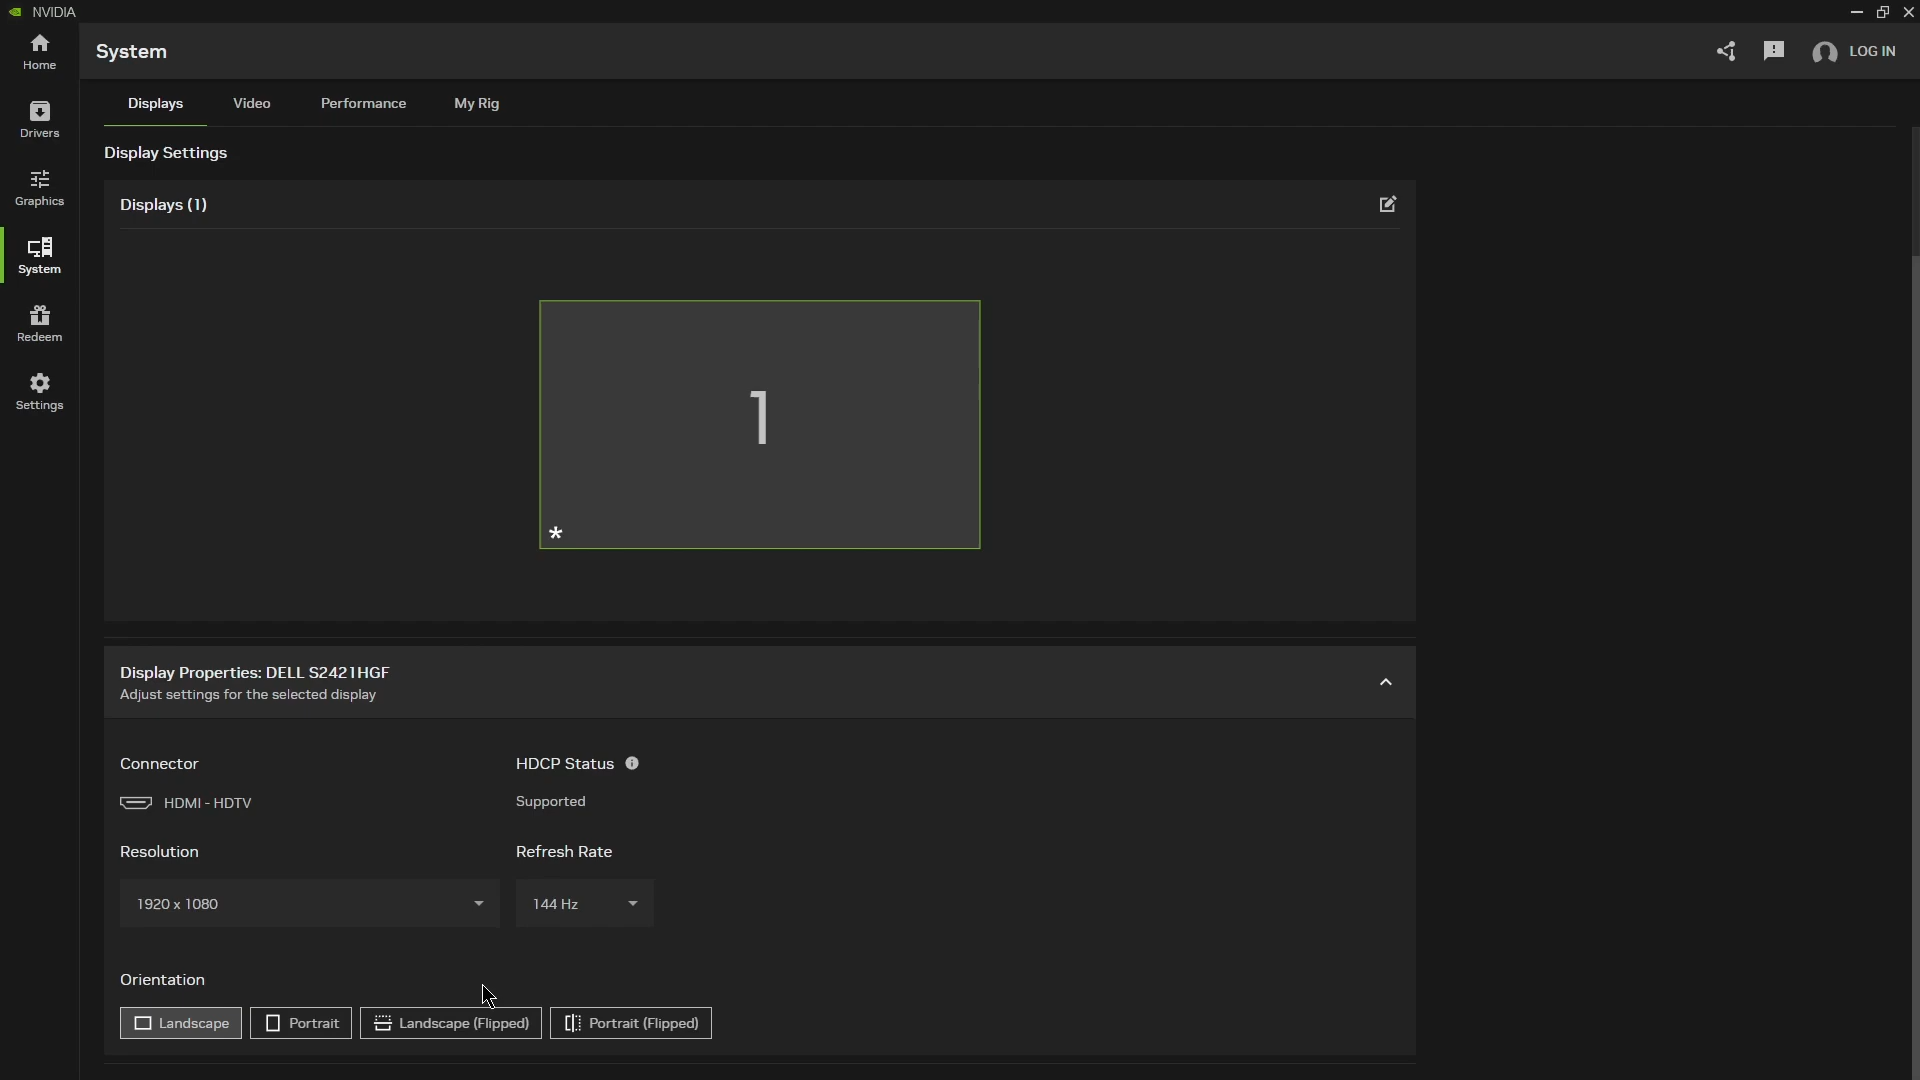 NVIDIA
Home
Drivers
Graphics
System
Redeem
Settings
System
LOG IN
Displays
Video
Performance
My Rig
Display Settings
Displays (1)
1
*
Display Properties: DELL S2421HGF
Adjust settings for the selected display
Connector
HDCP Status
HDMI - HDTV
Supported
Resolution
Refresh Rate
1920 x 1080
144 Hz
Orientation
Landscape
Portrait
Landscape (Flipped)
Portrait (Flipped)